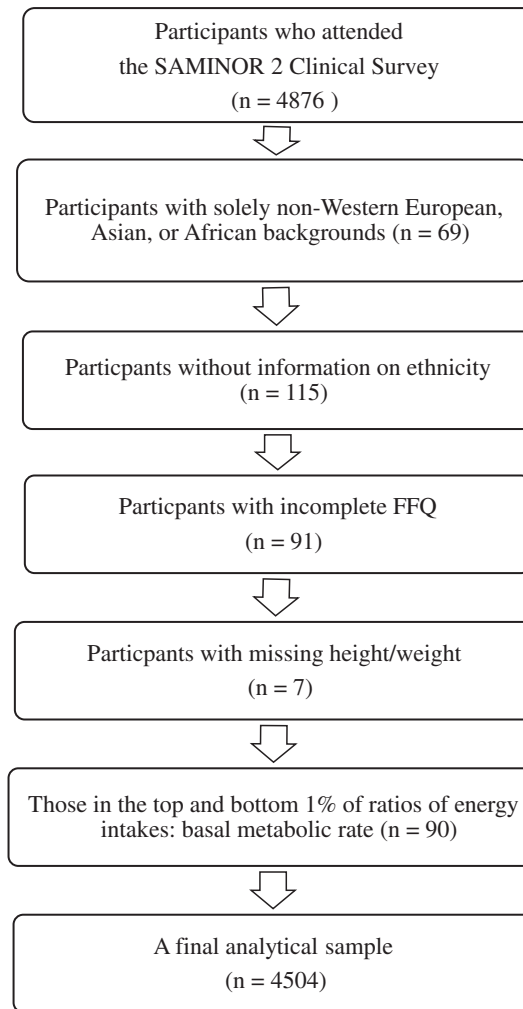 Participants who attended
the SAMINOR 2 Clinical Survey
(n = 4876 )
Participants with solely non-Western European,
Asian, or African backgrounds (n = 69)
Particpants without information on ethnicity
(n = 115)
Particpants with incomplete FFQ
(n = 91)
Particpants with missing height/weight
(n = 7)
Those in the top and bottom 1% of ratios of energy
intakes: basal metabolic rate (n = 90)
A final analytical sample
(n = 4504)